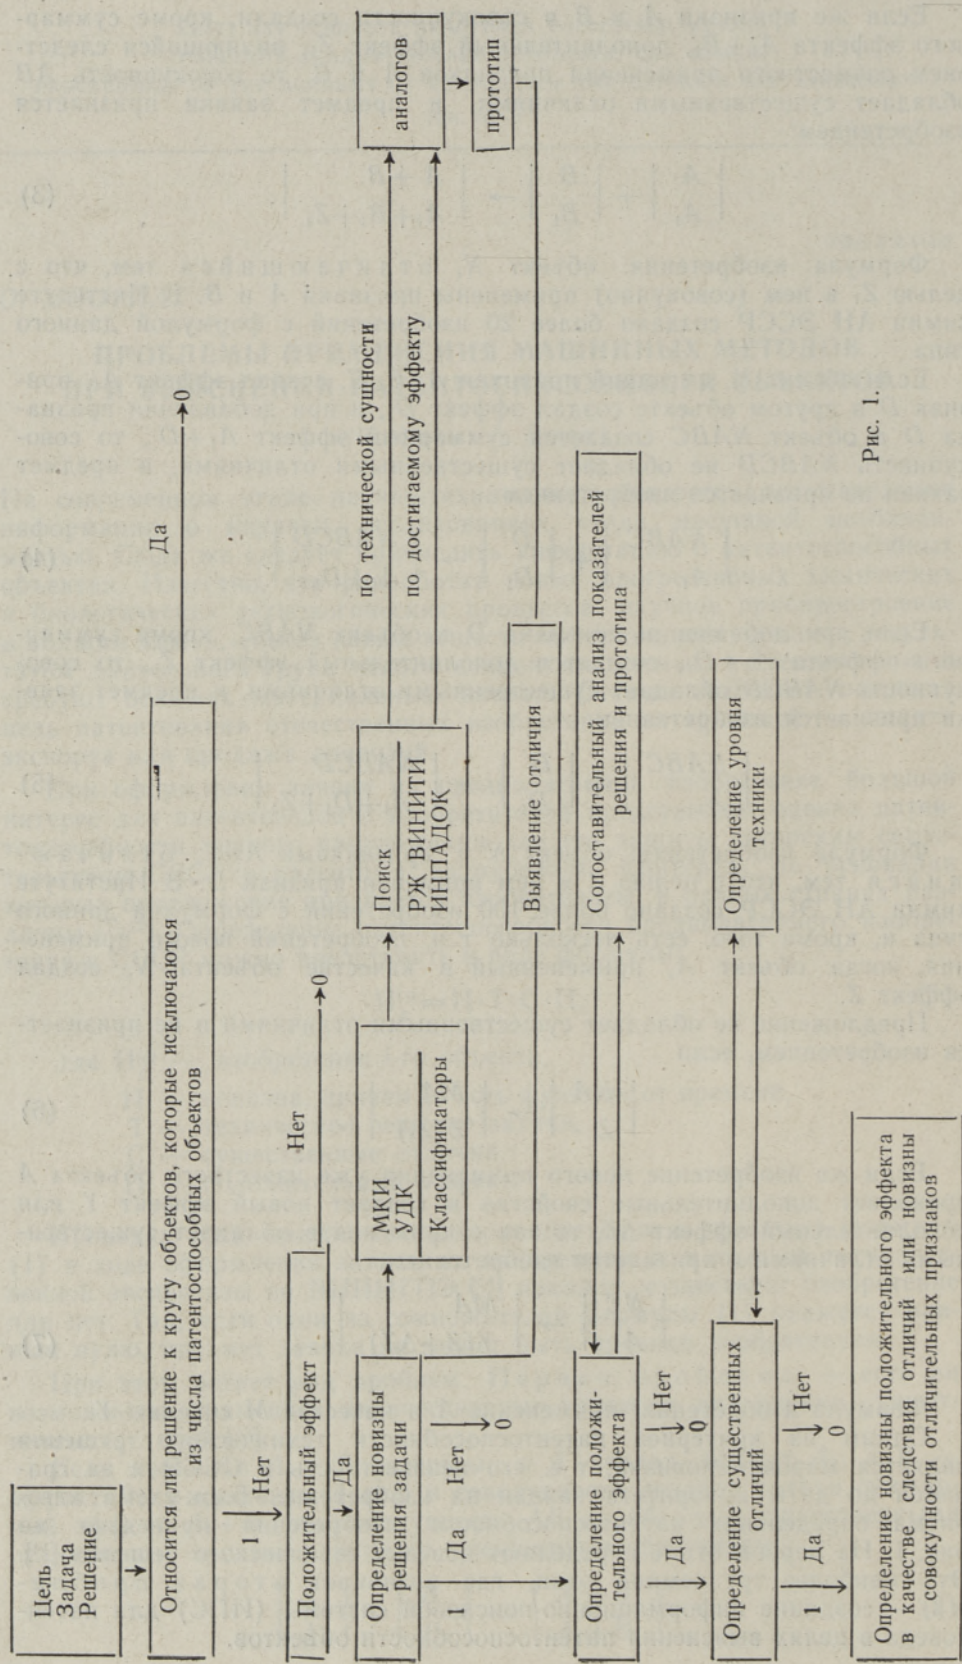 Цель
Задача
Решение
Относится ли решение к кругу объектов, которые исключаются
из числа патентоспособных объектов
Да
0
Нет
1
Положительный эффект
Нет
0
Да
Определение новизны
решения задачи
МКИ
УДК
Классификаторы
Поиск
РЖ ВИНИТИ
ИНПАДОК
по технической сущности
по достигаемому эффекту
аналогов
прототип
Да
1
Нет
0
Выявление отличия
Определение положи-
тельного эффекта
Сопоставительный анализ показателей
решения и прототипа
Да
Нет
0
Определение существенных
отличий
Определение уровня
техники
Да
1
Нет
0
Определение новизны положительного эффекта
в качестве следствия отличий или новизны
совокупности отличительных признаков
Рис. 1.